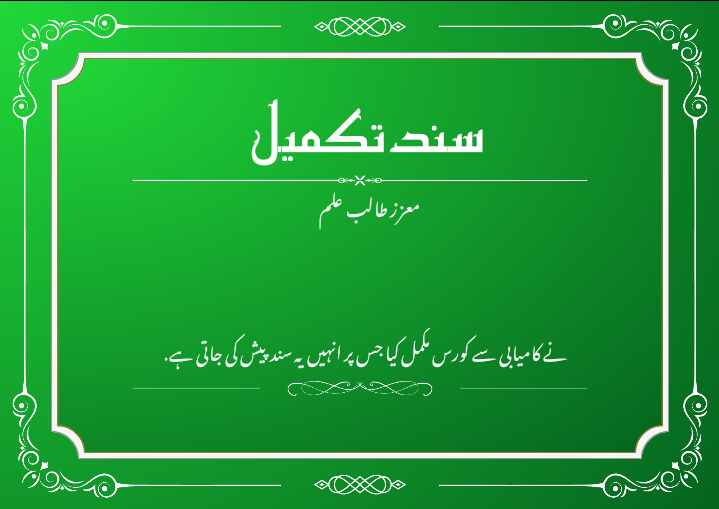 سند تکمیل
معزز طالب علم
نے کامیابی سے کورس مکمل کیا جس پر انہیں یہ سند پیش کی جاتی ہے.